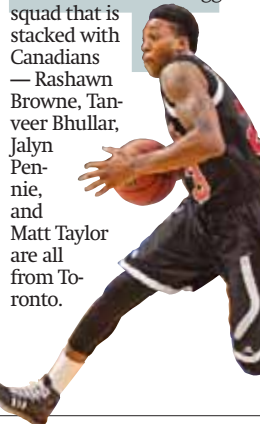 squad that is
stacked with
Canadians
— Rashawn
Browne, Tan-
veer Bhullar,
Jalyn
Pen-
nie,
and
Matt Taylor
are all
from To-
ronto.